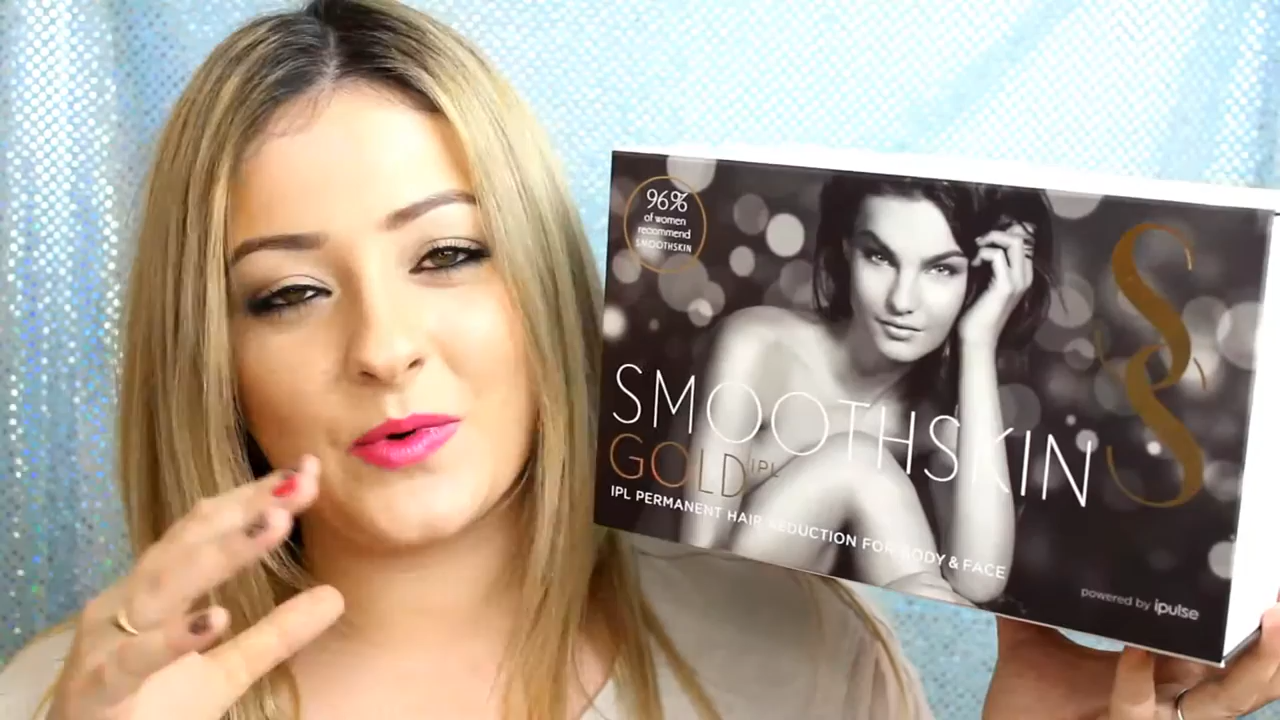 96%
of women
recommend
SMOOTHSKIN
SMOOTHSKIN
GOLD IPL
IPL PERMANENT HAIR REDUCTION FOR BODY & FACE
powered by ipulse